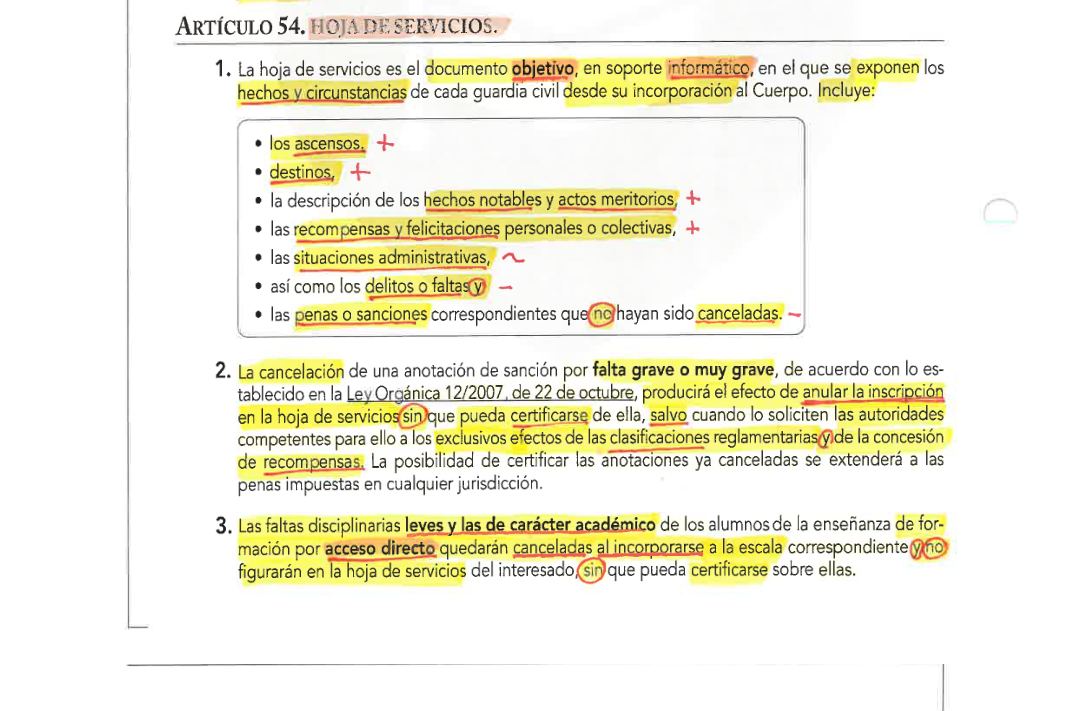 ARTÍCULO 54. HOJA DE SERVICIOS.
1. La hoja de servicios es el documento objetivo, en soporte informático, en el que se exponen los
hechos y circunstancias de cada guardia civil desde su incorporación al Cuerpo. Incluye:
• los ascensos, +
• destinos, +
• la descripción de los hechos notables y actos meritorios, +
• las recompensas y felicitaciones personales o colectivas, +
• las situaciones administrativas, ~
• así como los delitos o faltas y -
• las penas o sanciones correspondientes que no hayan sido canceladas. -
2. La cancelación de una anotación de sanción por falta grave o muy grave, de acuerdo con lo es-
tablecido en la Ley Orgánica 12/2007, de 22 de octubre, producirá el efecto de anular la inscripción
en la hoja de servicios sin que pueda certificarse de ella, salvo cuando lo soliciten las autoridades
competentes para ello a los exclusivos efectos de las clasificaciones reglamentarias y de la concesión
de recompensas. La posibilidad de certificar las anotaciones ya canceladas se extenderá a las
penas impuestas en cualquier jurisdicción.
3. Las faltas disciplinarias leves y las de carácter académico de los alumnos de la enseñanza de for-
mación por acceso directo quedarán canceladas al incorporarse a la escala correspondiente y no
figurarán en la hoja de servicios del interesado, sin que pueda certificarse sobre ellas.